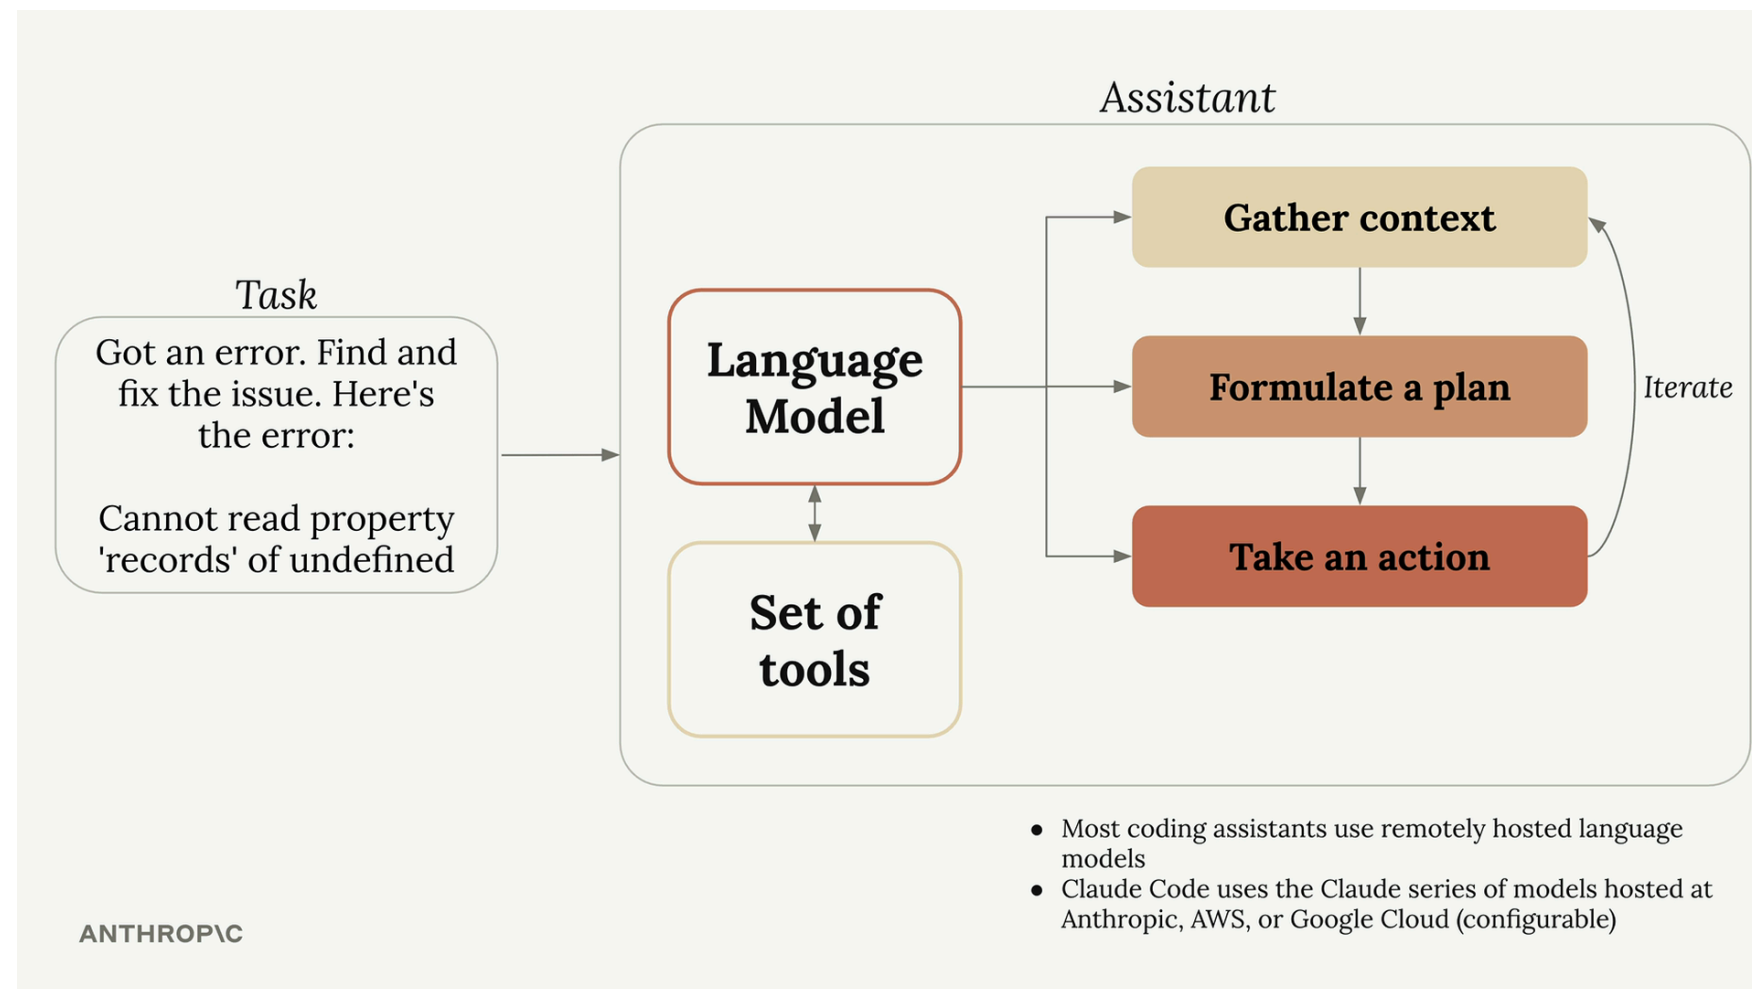 Assistant
Gather context
Task
Got an error. Find and
fix the issue. Here's
the error:
Cannot read property
'records' of undefined
Language
Model
Formulate a plan
Iterate
Take an action
Set of
tools
● Most coding assistants use remotely hosted language
models
● Claude Code uses the Claude series of models hosted at
Anthropic, AWS, or Google Cloud (configurable)
ANTHROP\C